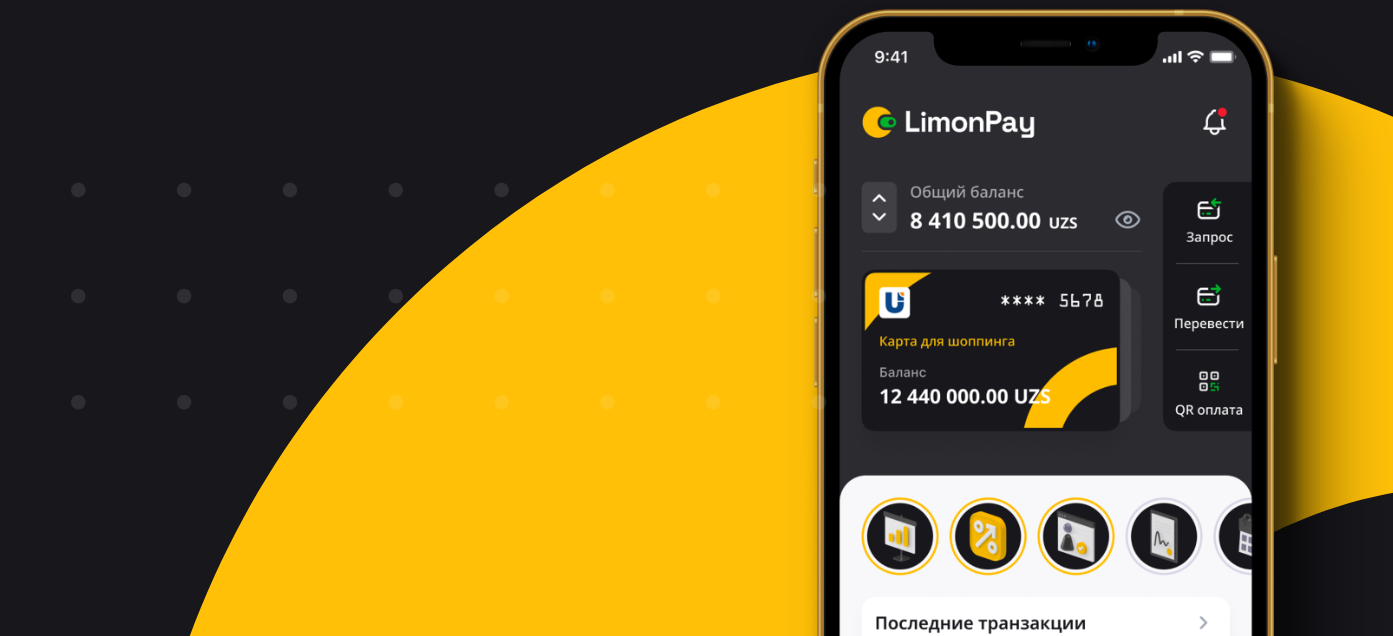 9:41
LimonPay
Общий баланс
8 410 500.00 UZS
Запрос
Перевести
QR оплата
**** 5678
Карта для шоппинга
Баланс
12 440 000.00 UZS
Последние транзакции